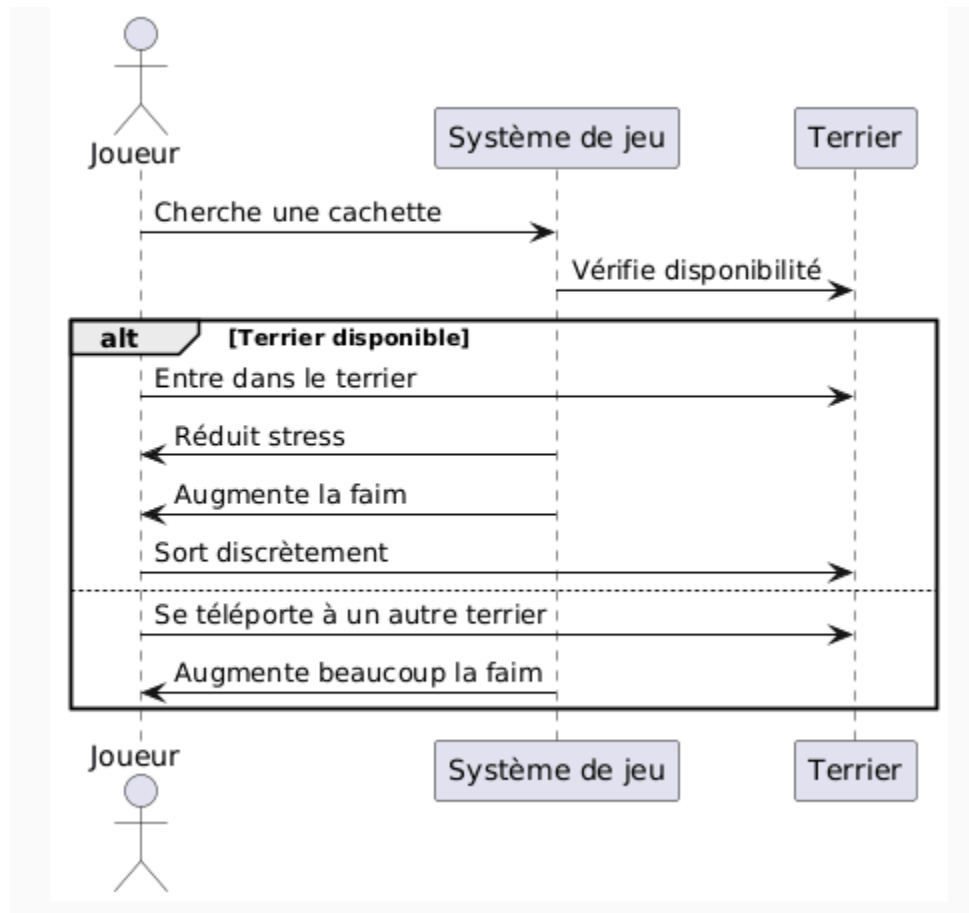 Joueur
Système de jeu
Terrier
Cherche une cachette
Vérifie disponibilité
alt
[Terrier disponible]
Entre dans le terrier
Réduit stress
Augmente la faim
Sort discrètement
Se téléporte à un autre terrier
Augmente beaucoup la faim
Joueur
Système de jeu
Terrier